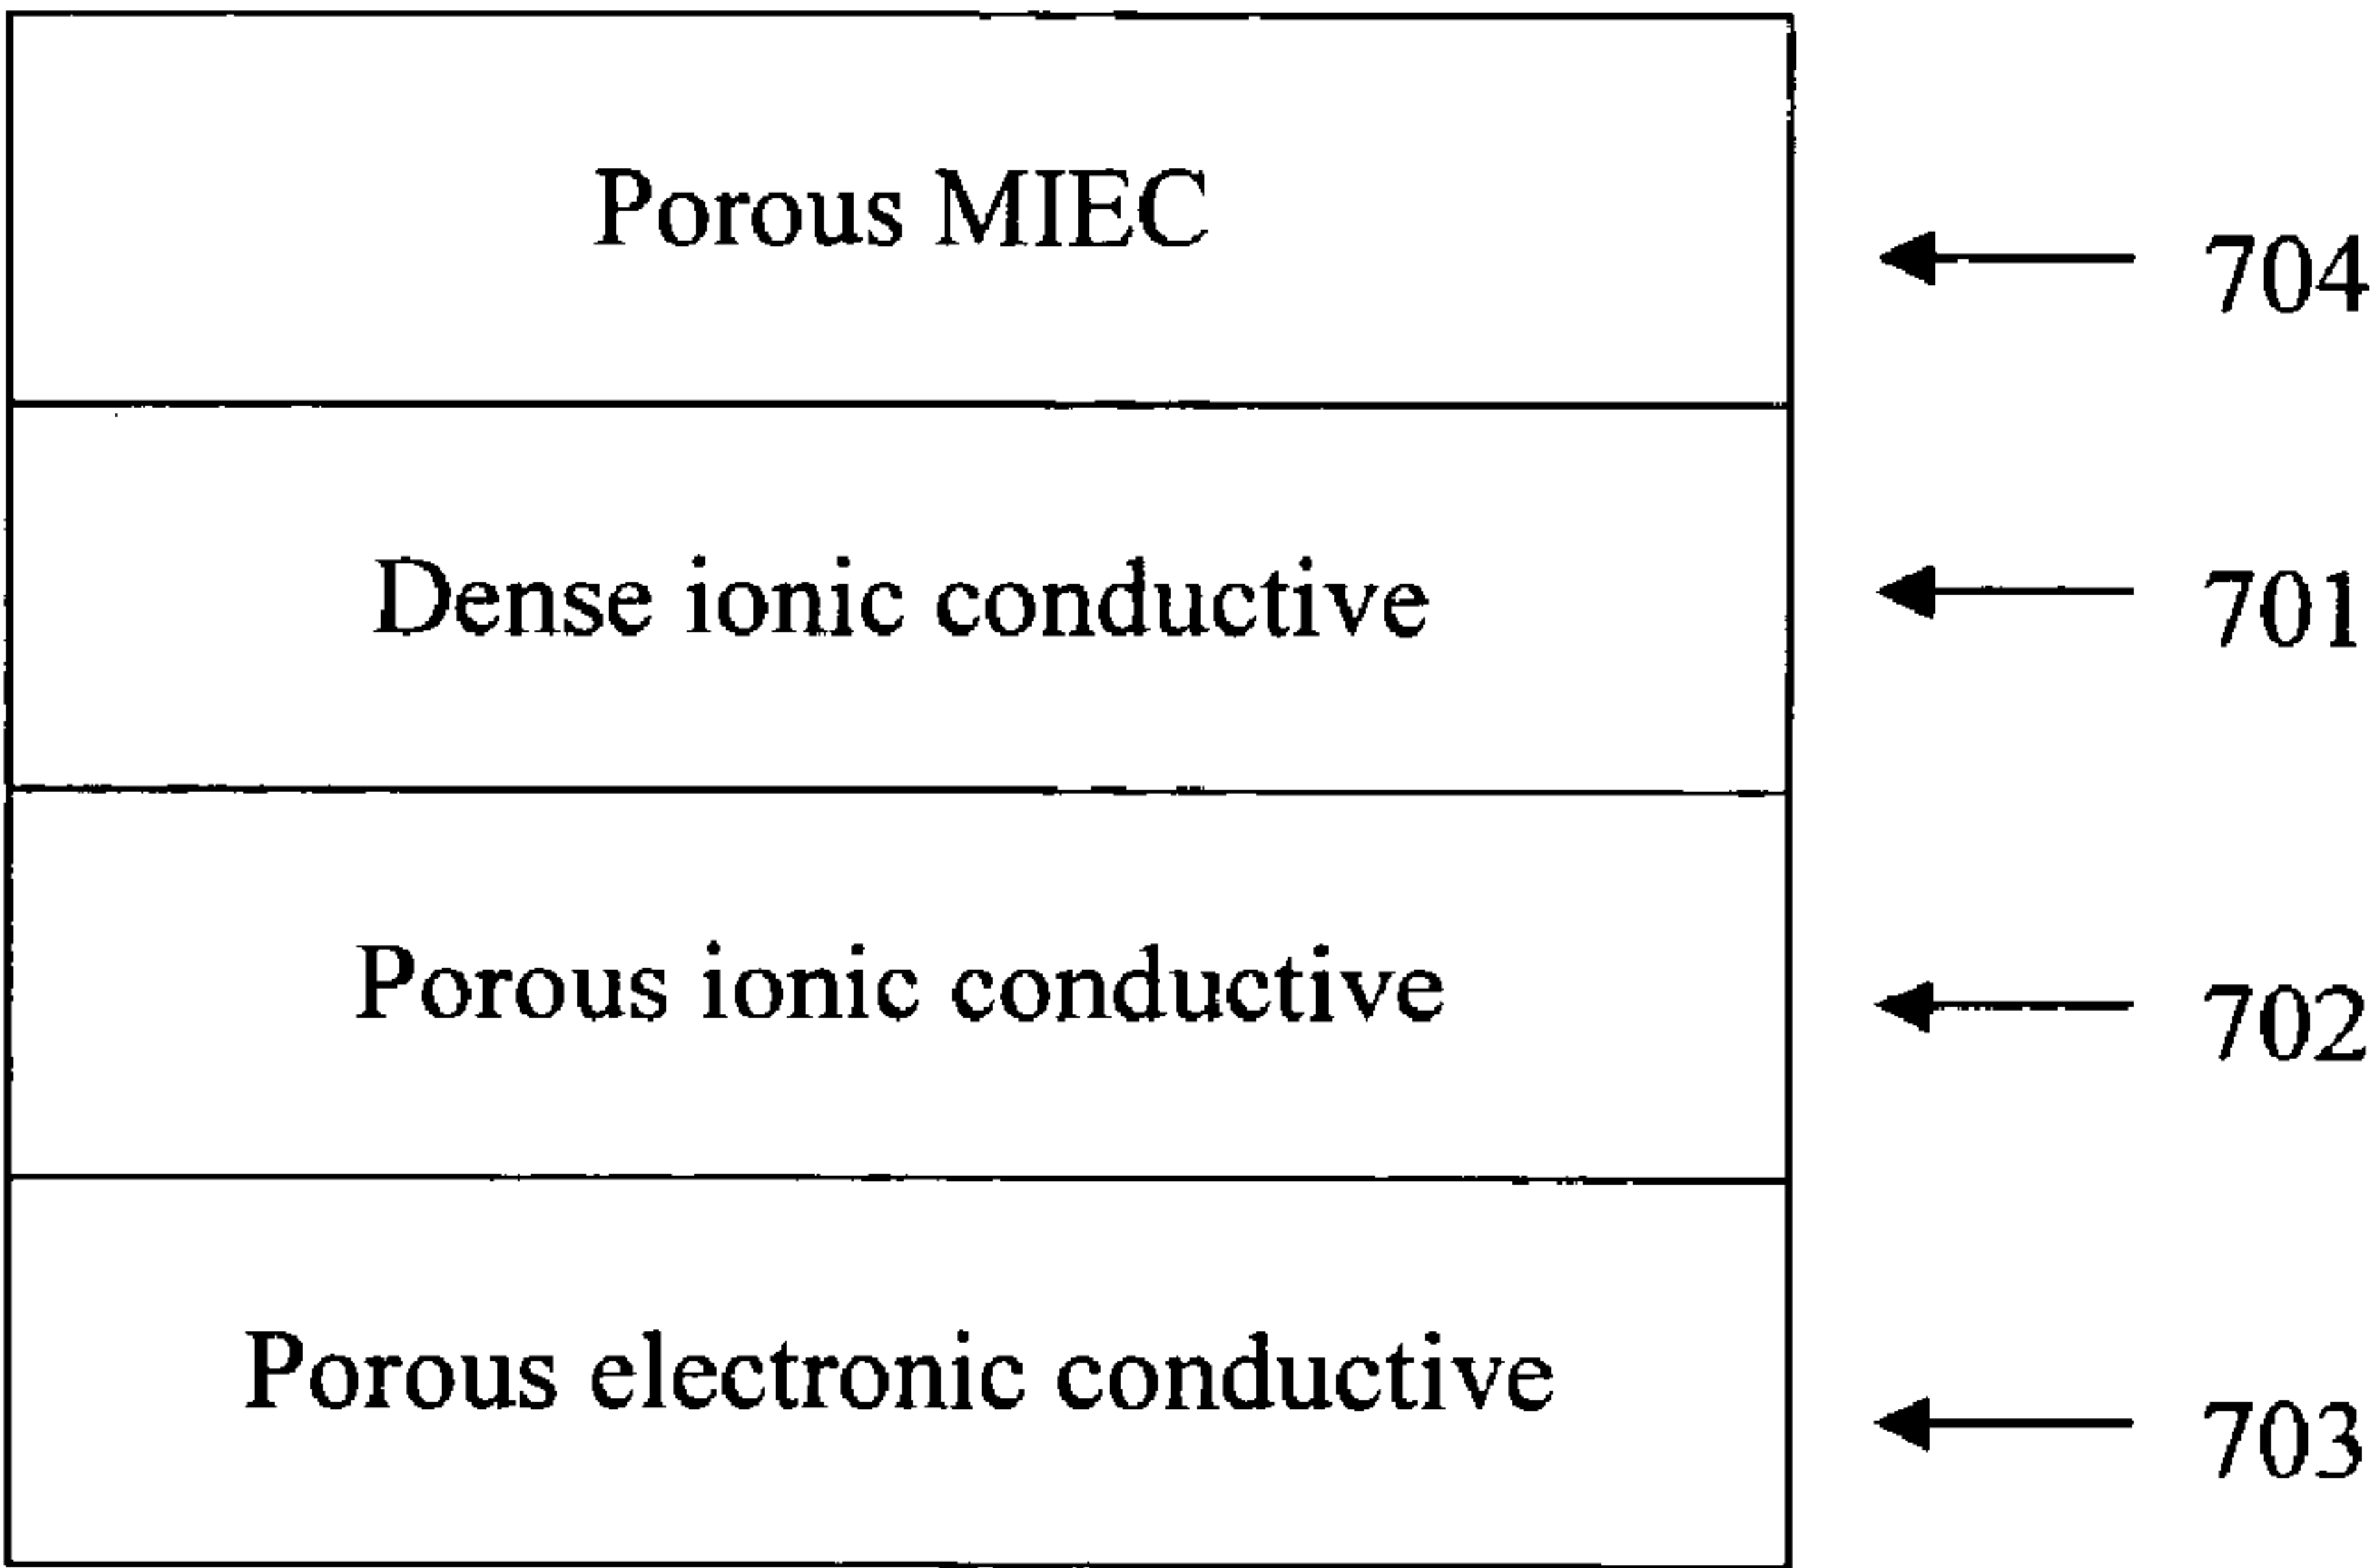 Porous MIEC
704
Dense ionic conductive
701
Porous ionic conductive
702
Porous electronic conductive
703